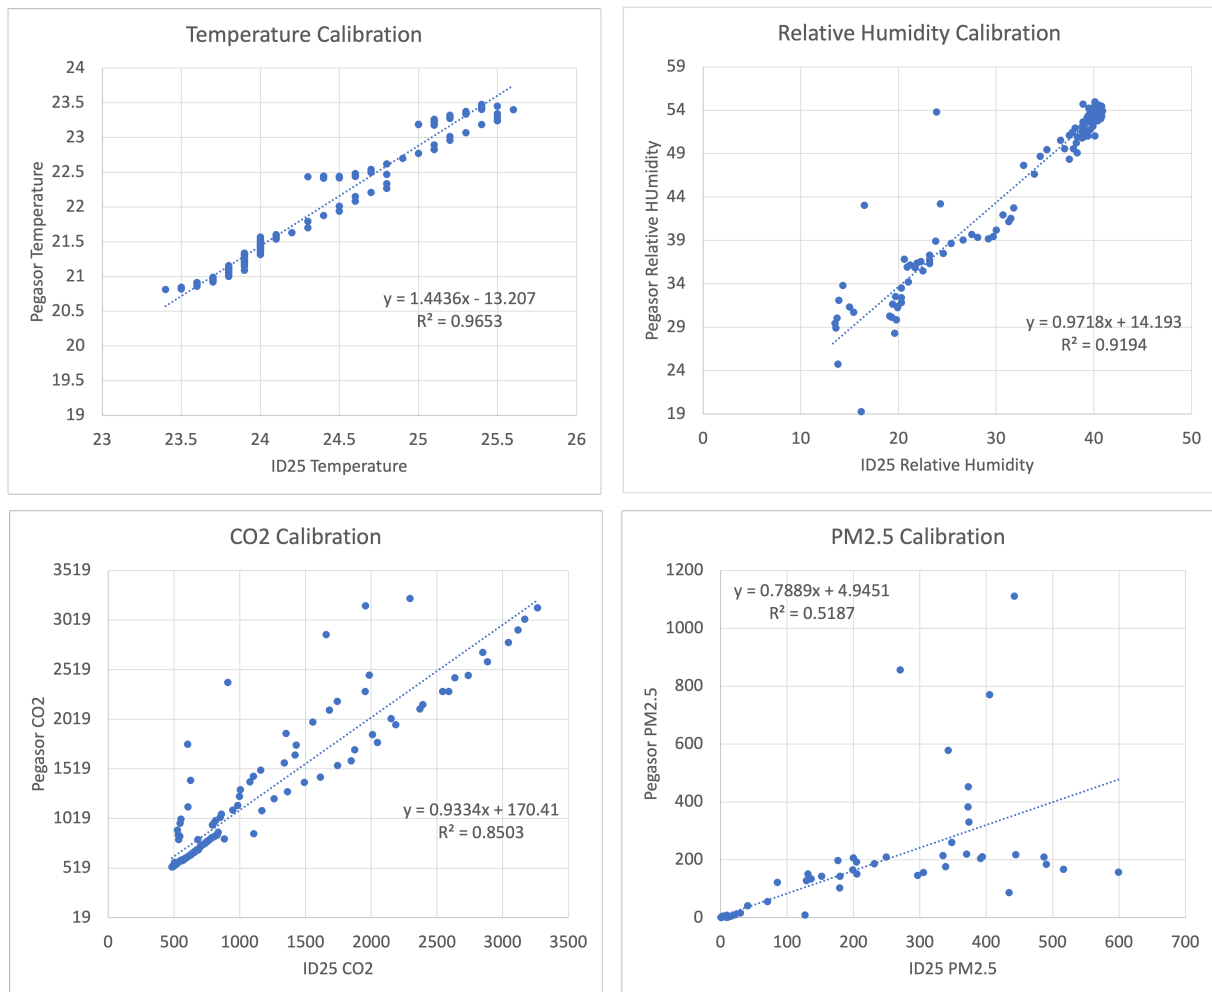 Temperature Calibration
24
23.5
23
22.5
22
21.5
21
20.5
20
19.5
19
Pegasor Temperature
y = 1.4436x - 13.207
R² = 0.9653
23 23.5 24 24.5 25 25.5 26
ID25 Temperature
Relative Humidity Calibration
59
54
49
44
39
34
29
24
19
Pegasor Relative HUmidity
y = 0.9718x + 14.193
R² = 0.9194
0 10 20 30 40 50
ID25 Relative Humidity
CO2 Calibration
3519
3019
2519
2019
1519
1019
519
19
Pegasor CO2
y = 0.9334x + 170.41
R² = 0.8503
0 500 1000 1500 2000 2500 3000 3500
ID25 CO2
PM2.5 Calibration
1200
1000
800
600
400
200
0
Pegasor PM2.5
y = 0.7889x + 4.9451
R² = 0.5187
0 100 200 300 400 500 600 700
ID25 PM2.5